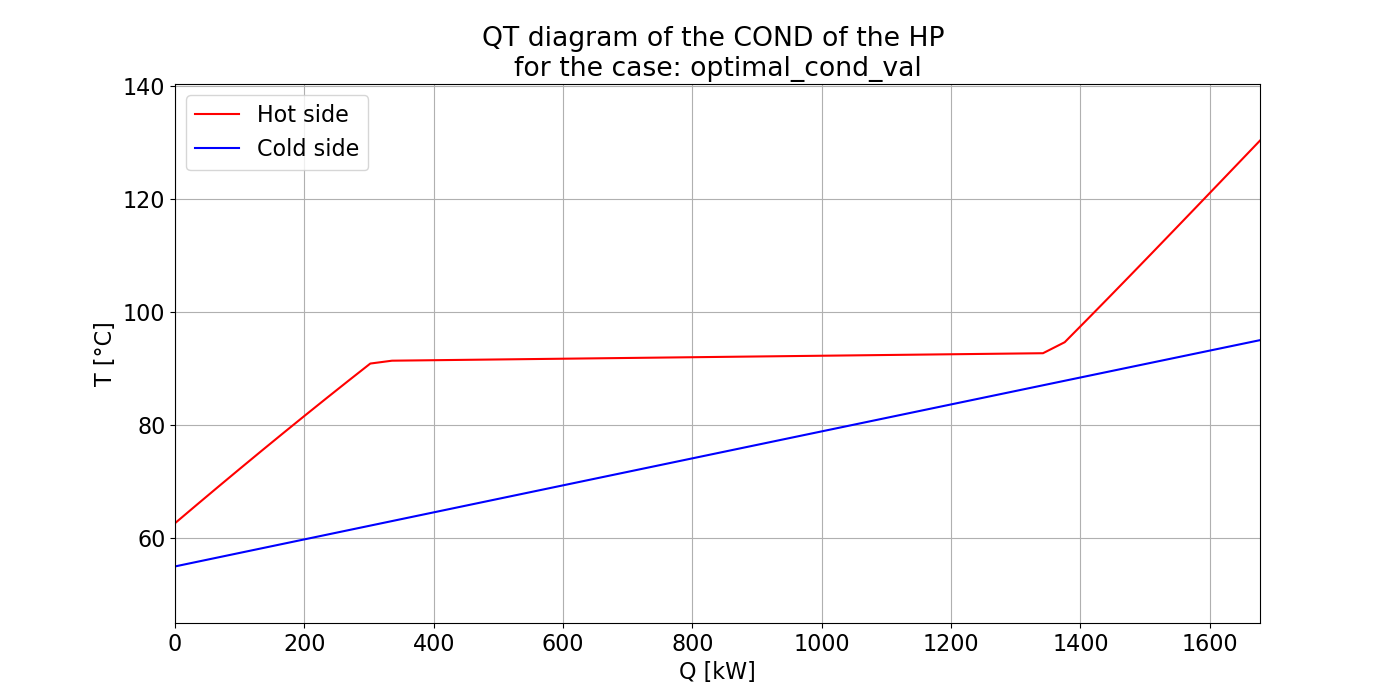 QT diagram of the COND of the HP
for the case: optimal_cond_val
Hot side
Cold side
T [°C]
140
120
100
80
60
0 200 400 600 800 1000 1200 1400 1600
Q [kW]